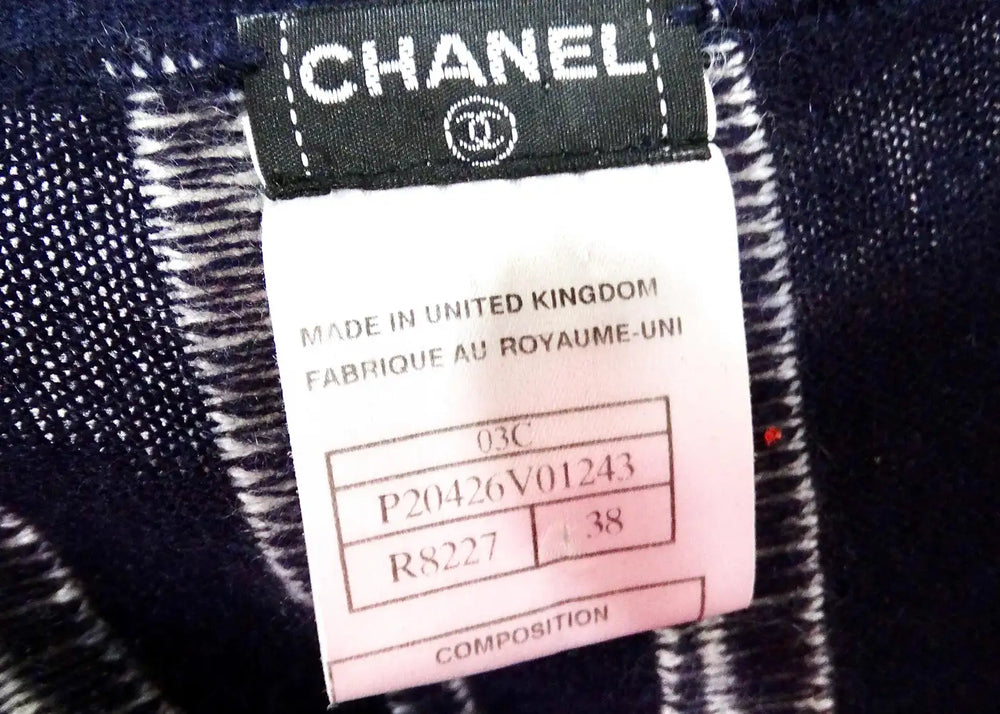 CHANEL
MADE IN UNITED KINGDOM
FABRIQUE AU ROYAUME-UNI
03C
P20426V01243
R8227 38
COMPOSITION